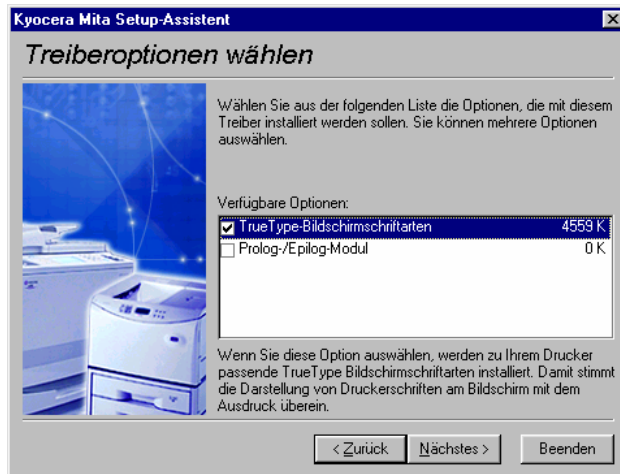 Kyocera Mita Setup-Assistent
Treiberoptionen wählen
Wählen Sie aus der folgenden Liste die Optionen, die mit diesem
Treiber installiert werden sollen. Sie können mehrere Optionen
auswählen.
Verfügbare Optionen:
TrueType-Bildschirmschriftarten 4559 K
Prolog-/Epilog-Modul 0 K
Wenn Sie diese Option auswählen, werden zu Ihrem Drucker
passende TrueType Bildschirmschriftarten installiert. Damit stimmt
die Darstellung von Druckerschriften am Bildschirm mit dem
Ausdruck überein.
< Zurück Nächstes > Beenden